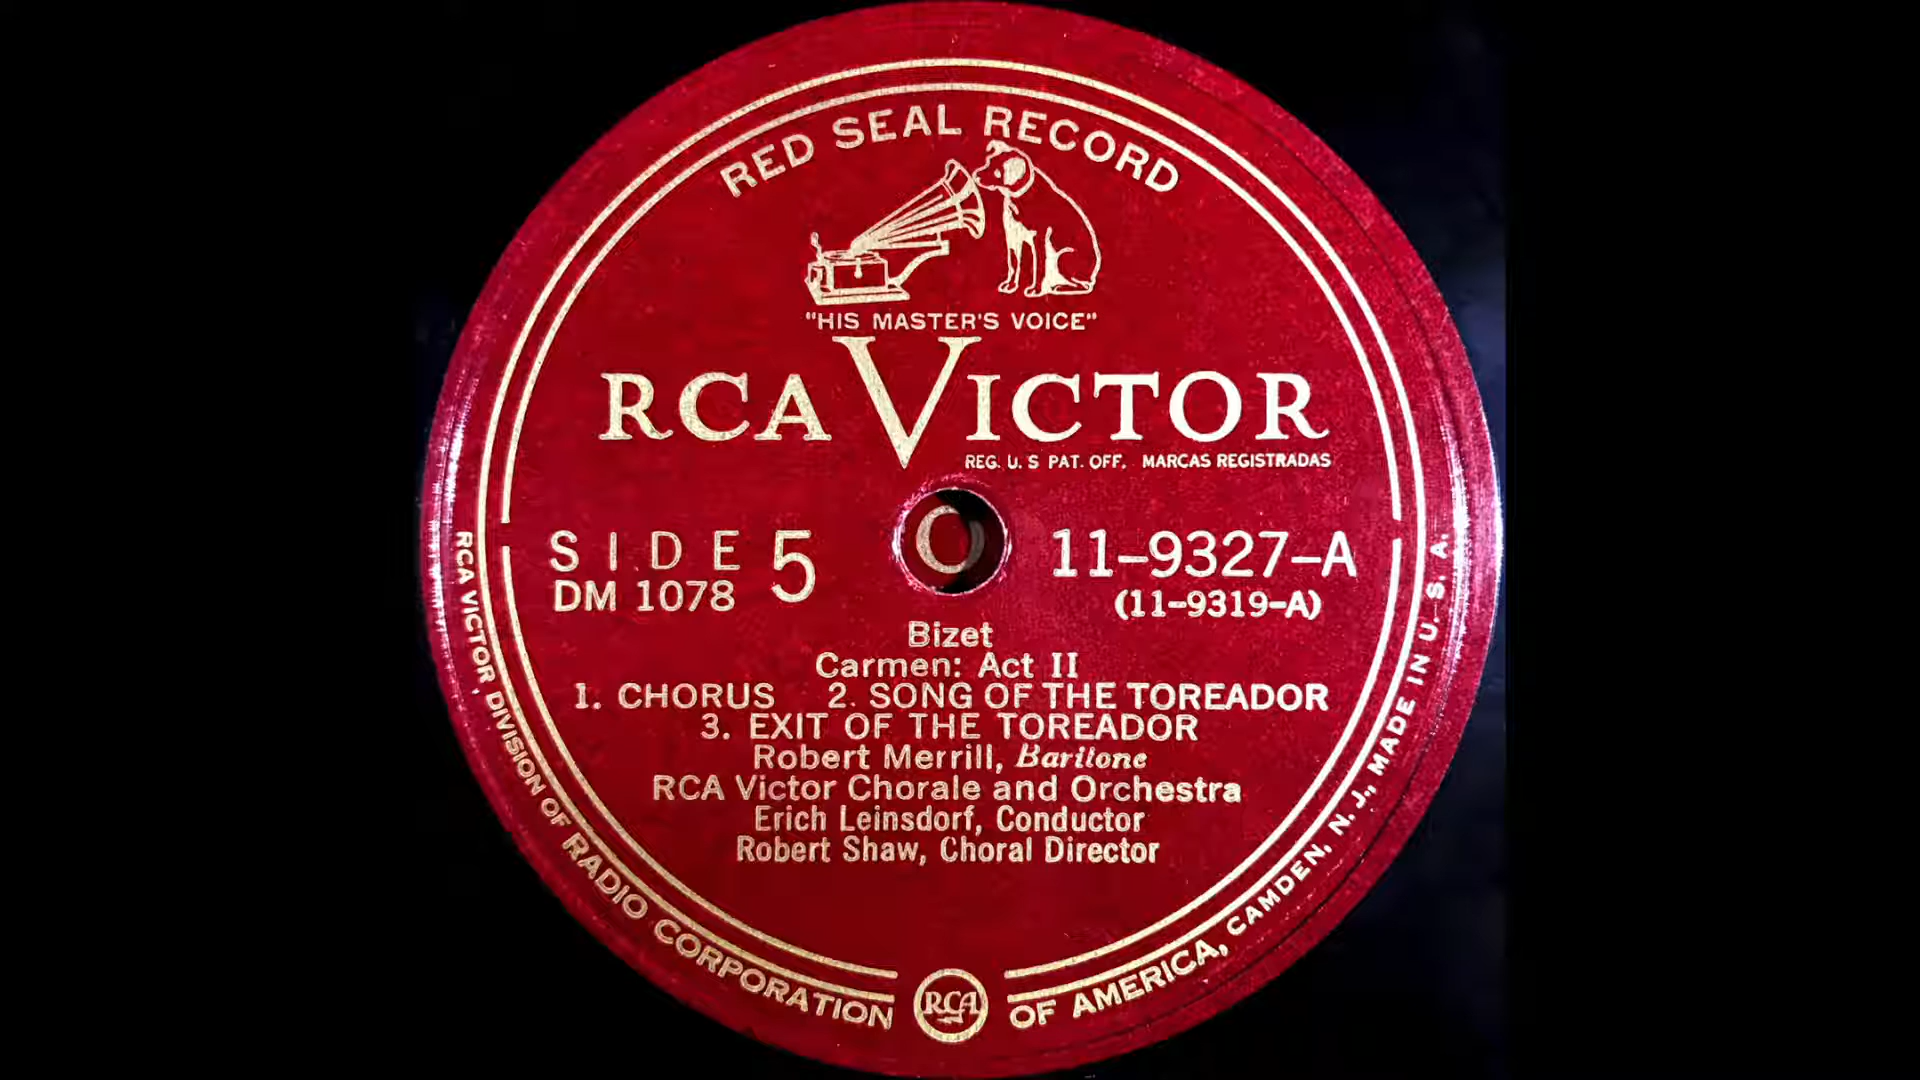 RED SEAL RECORD
"HIS MASTER'S VOICE"
RCA VICTOR
REG. U. S PAT. OFF. MARCAS REGISTRADAS
SIDE 5
DM 1078
11-9327-A
(11-9319-A)
Bizet
Carmen: Act II
1. CHORUS 2. SONG OF THE TOREADOR
3. EXIT OF THE TOREADOR
Robert Merrill, Baritone
RCA Victor Chorale and Orchestra
Erich Leinsdorf, Conductor
Robert Shaw, Choral Director
RCA VICTOR DIVISION OF RADIO CORPORATION
RCA
OF AMERICA, CAMDEN, N. J., MADE IN U. S. A.